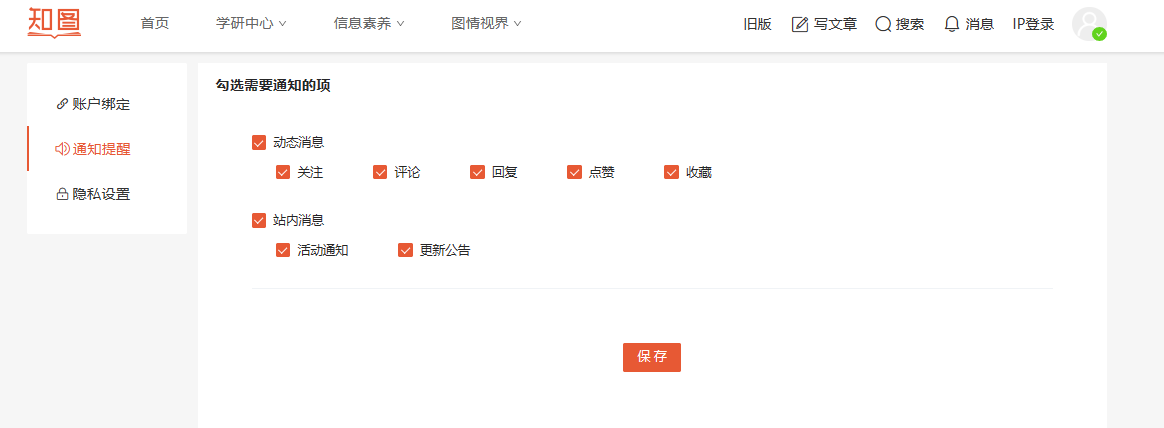 知图 首页 学研中心 信息素养 图情视界 旧版 写文章 搜索 消息 IP登录
勾选需要通知的项
账户绑定
通知提醒
隐私设置
动态消息
关注 评论 回复 点赞 收藏
站内消息
活动通知 更新公告
保存